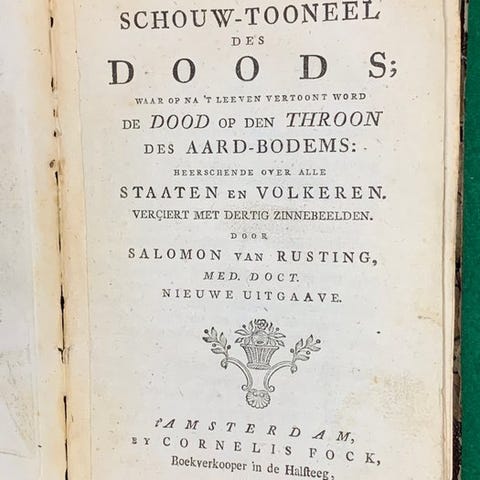 SCHOUW-TOONEEL
DES
DOODS;
WAAR OP NA 'T LEEVEN VERTOONT WORD
DE DOOD OP DEN THROON
DES AARD-BODEMS:
HEERSCHENDE OVER ALLE
STAATEN EN VOLKEREN.
VERÇIERT MET DERTIG ZINNEBEELDEN.
DOOR
SALOMON VAN RUSTING,
MED. DOCT.
NIEUWE UITGAAVE.
t'AMSTERDAM,
BY CORNELIS FOCK,
Boekverkooper in de Halſteeg,